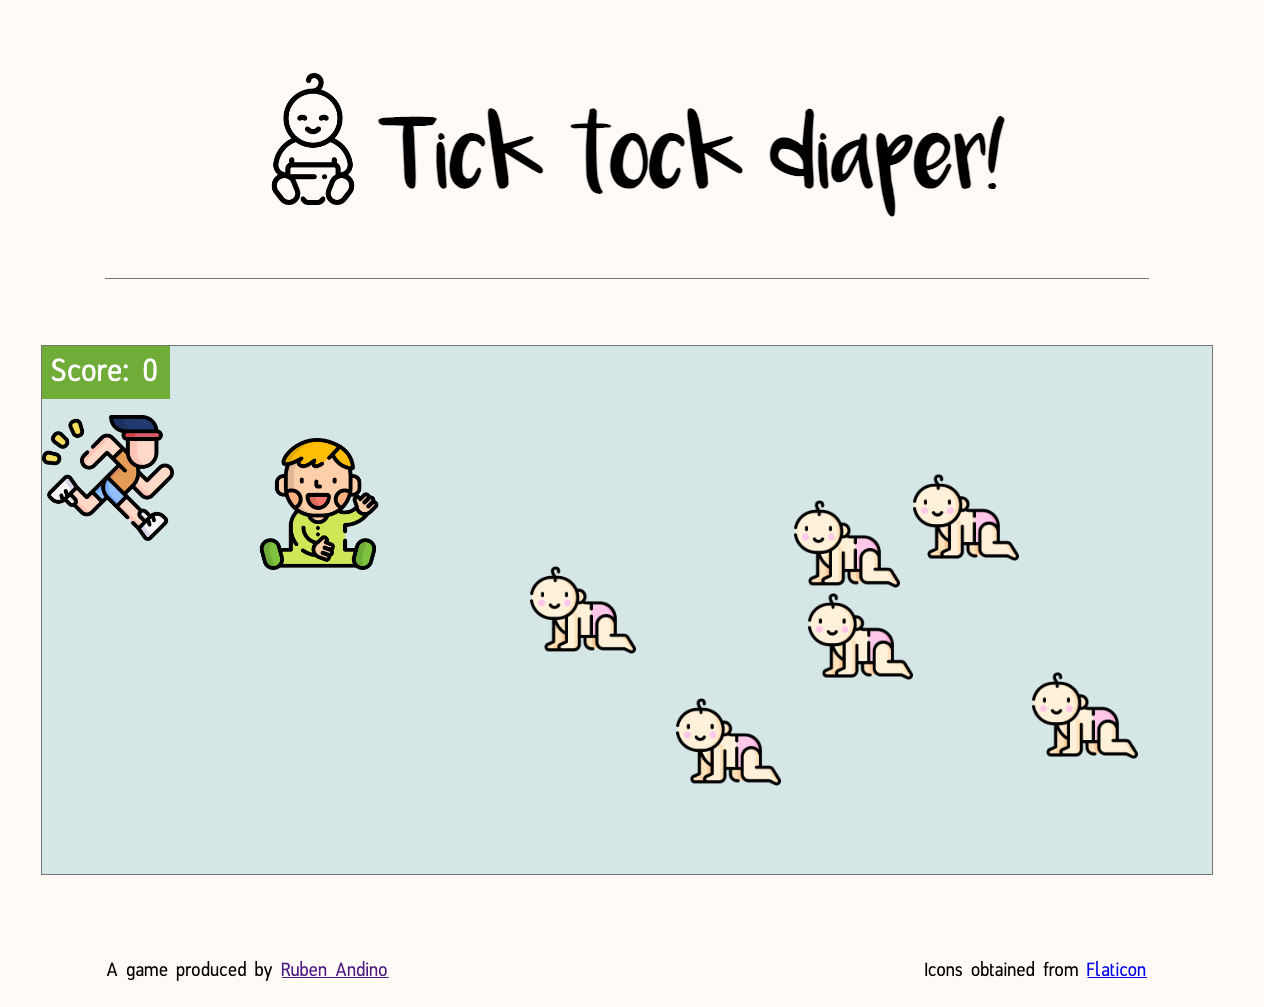 Tick tock diaper!
Score: 0
A game produced by Ruben Andino
Icons obtained from Flaticon